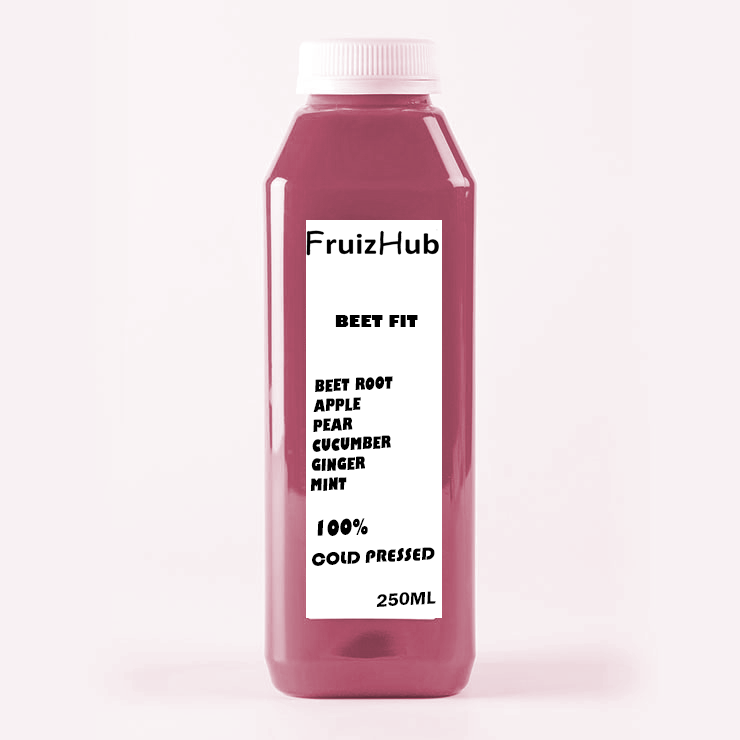 FruizHub
BEET FIT
BEET ROOT
APPLE
PEAR
CUCUMBER
GINGER
MINT
100%
COLD PRESSED
250ML